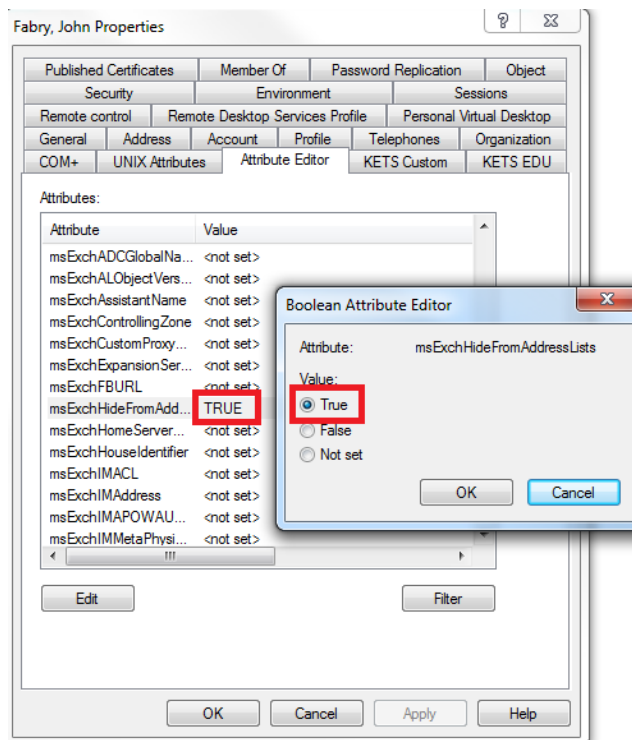 Fabry, John Properties
Published Certificates Member Of Password Replication Object
Security Environment Sessions
Remote control Remote Desktop Services Profile Personal Virtual Desktop
General Address Account Profile Telephones Organization
COM+ UNIX Attributes Attribute Editor KETS Custom KETS EDU
Attributes:
Attribute Value
msExchADCGlobalNa... <not set>
msExchALObjectVers... <not set>
msExchAssistantName <not set>
msExchControllingZone <not set>
msExchCustomProxy... <not set>
msExchExpansionSer... <not set>
msExchFBURL <not set>
msExchHideFromAdd... TRUE
msExchHomeServer... <not set>
msExchHouseIdentifier <not set>
msExchIMACL <not set>
msExchIMAddress <not set>
msExchIMAPOWAU... <not set>
msExchIMMetaPhysi... <not set>
Edit Filter
OK Cancel Apply Help
Boolean Attribute Editor
Attribute: msExchHideFromAddressLists
Value:
True
False
Not set
OK Cancel